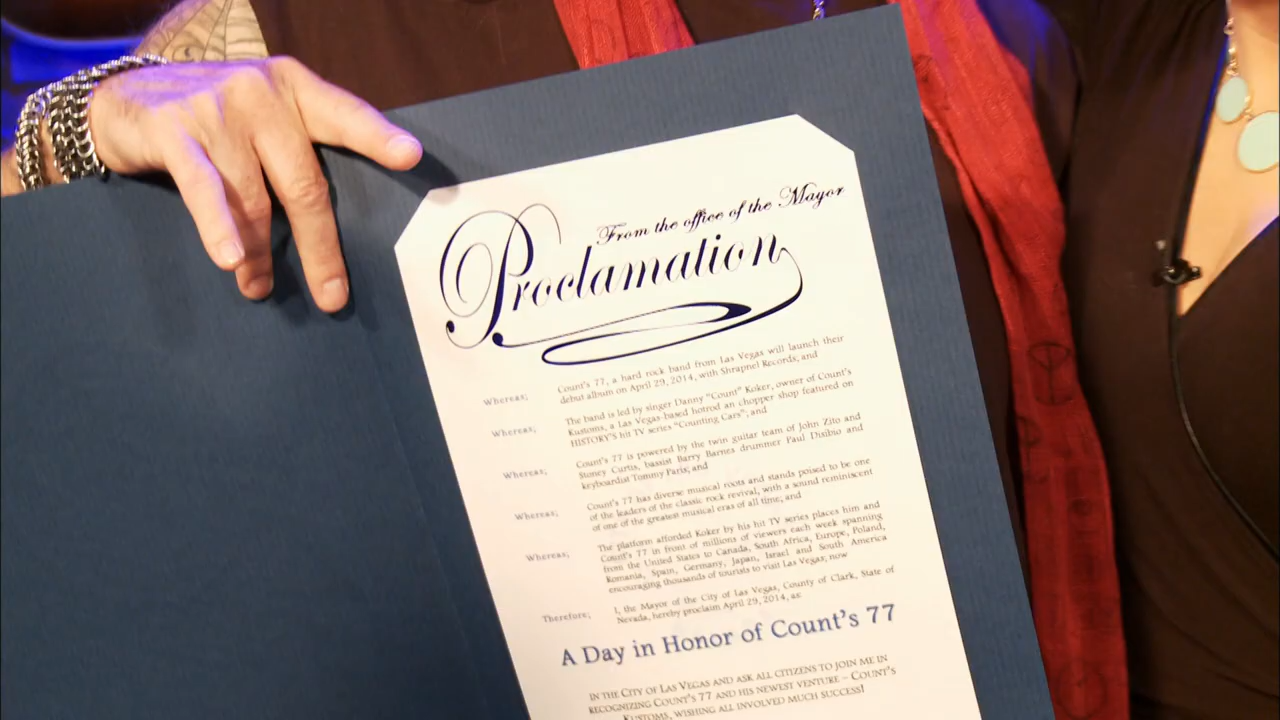 From the office of the Mayor
Proclamation
Whereas; Count's 77, a hard rock band from Las Vegas will launch their
debut album on April 29, 2014, with Shrapnel Records; and
Whereas; The band is led by singer Danny "Count" Koker, owner of Count's
Kustoms, a Las Vegas-based hotrod an chopper shop featured on
HISTORY'S hit TV series "Counting Cars"; and
Whereas; Count's 77 is powered by the twin guitar team of John Zito and
Stoney Curtis, bassist Barry Barnes drummer Paul Disibio and
keyboardist Tommy Paris; and
Whereas; Count's 77 has diverse musical roots and stands poised to be one
of the leaders of the classic rock revival, with a sound reminiscent
of one of the greatest musical eras of all time; and
Whereas; The platform afforded Koker by his hit TV series places him and
Count's 77 in front of millions of viewers each week spanning
from the United States to Canada, South Africa, Europe, Poland,
Romania, Spain, Germany, Japan, Israel and South America
encouraging thousands of tourists to visit Las Vegas; now
Therefore; I, the Mayor of the City of Las Vegas, County of Clark, State of
Nevada, hereby proclaim April 29, 2014, as:
A Day in Honor of Count's 77
IN THE CITY OF LAS VEGAS AND ASK ALL CITIZENS TO JOIN ME IN
RECOGNIZING COUNT'S 77 AND HIS NEWEST VENTURE – COUNT'S
KUSTOMS, WISHING ALL INVOLVED MUCH SUCCESS!